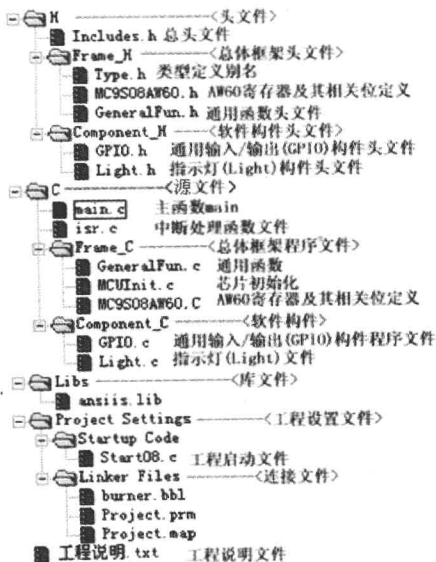 H <头文件>
Includes.h 总头文件
Frame_H <总体框架头文件>
Type.h 类型定义别名
MC9S08AW60.h AW60寄存器及其相关位定义
GeneralFun.h 通用函数头文件
Component_H <软件构件头文件>
GPIO.h 通用输入/输出(GPIO)构件头文件
Light.h 指示灯(Light)构件头文件
C <源文件>
main.c 主函数main
isr.c 中断处理函数文件
Frame_C <总体框架程序文件>
GeneralFun.c 通用函数
MCUInit.c 芯片初始化
MC9S08AW60.C AW60寄存器及其相关位定义
Component_C <软件构件>
GPIO.c 通用输入/输出(GPIO)构件程序文件
Light.c 指示灯(Light)文件
Libs <库文件>
ansiis.lib
Project Settings <工程设置文件>
Startup Code
Start08.c 工程启动文件
Linker Files <连接文件>
burner.bbl
Project.prm
Project.map
工程说明.txt 工程说明文件